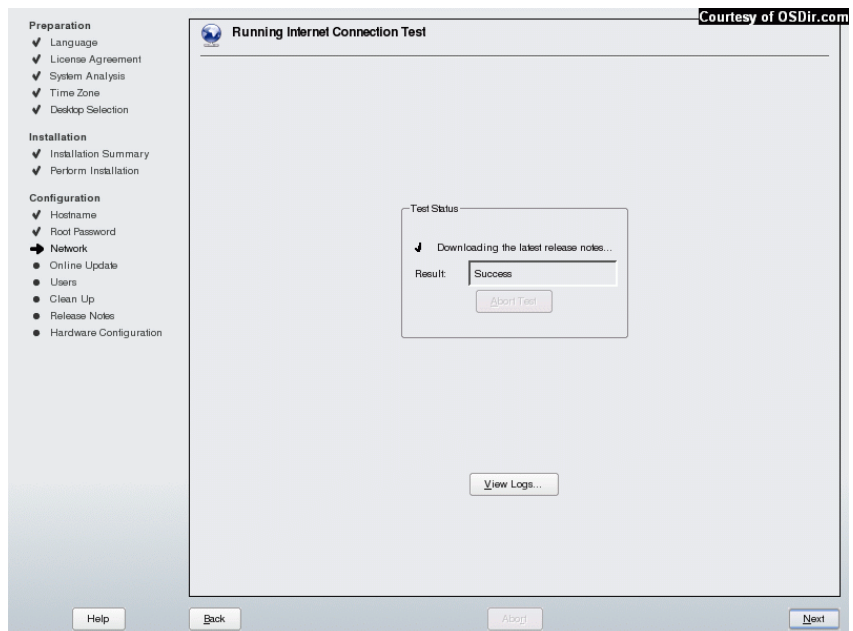 Courtesy of OSDir.com
Preparation
Language
License Agreement
System Analysis
Time Zone
Desktop Selection
Installation
Installation Summary
Perform Installation
Configuration
Hostname
Root Password
Network
Online Update
Users
Clean Up
Release Notes
Hardware Configuration
Running Internet Connection Test
Test Status
Downloading the latest release notes...
Result:
Success
Abort Test
View Logs...
Help
Back
Abort
Next